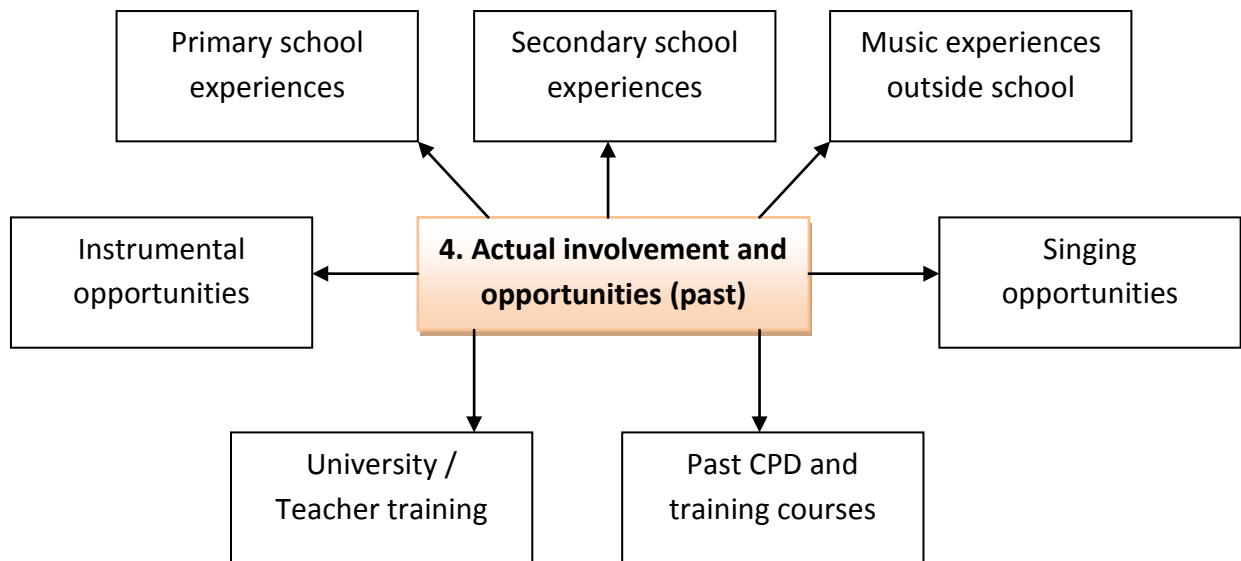 Primary school
experiences
Secondary school
experiences
Music experiences
outside school
Instrumental
opportunities
4. Actual involvement and
opportunities (past)
Singing
opportunities
University /
Teacher training
Past CPD and
training courses